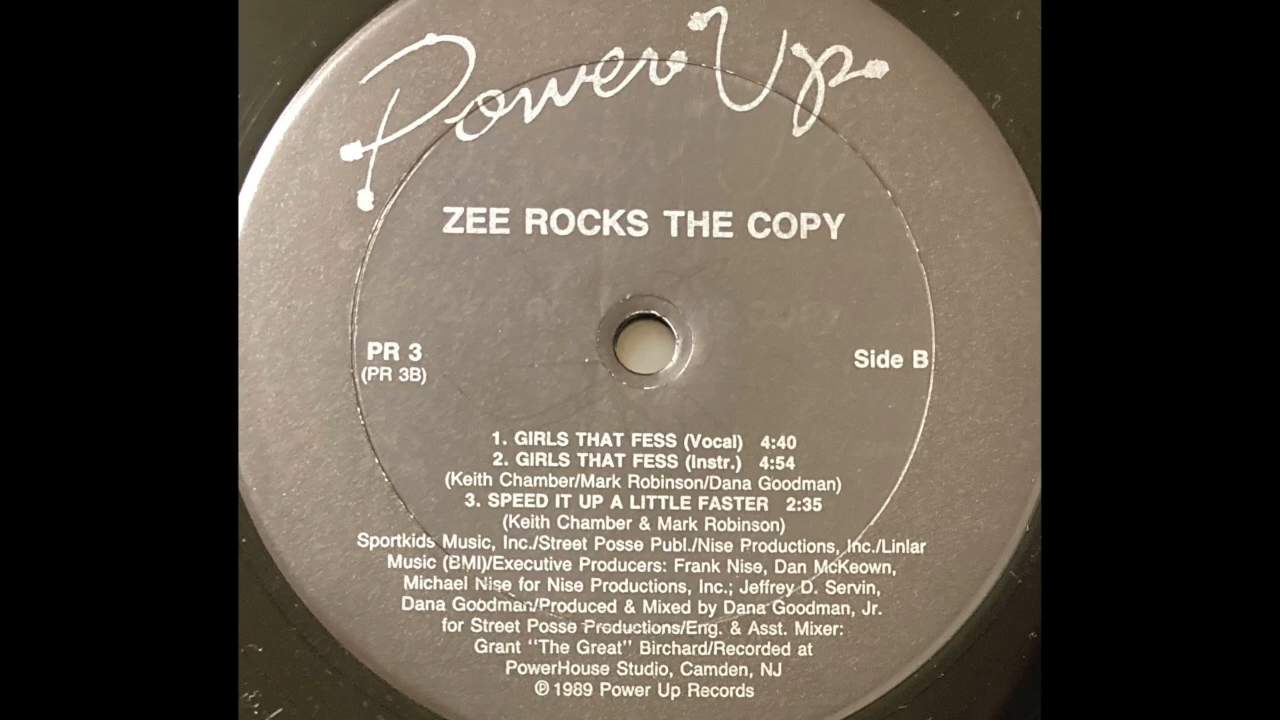 Power Up
ZEE ROCKS THE COPY
PR 3
(PR 3B)
Side B
1. GIRLS THAT FESS (Vocal) 4:40
2. GIRLS THAT FESS (Instr.) 4:54
(Keith Chamber/Mark Robinson/Dana Goodman)
3. SPEED IT UP A LITTLE FASTER 2:35
(Keith Chamber & Mark Robinson)
Sportkids Music, Inc./Street Posse Publ./Nise Productions, Inc./Linlar
Music (BMI)/Executive Producers: Frank Nise, Dan McKeown,
Michael Nise for Nise Productions, Inc.; Jeffrey D. Servin,
Dana Goodman/Produced & Mixed by Dana Goodman, Jr.
for Street Posse Productions/Eng. & Asst. Mixer:
Grant "The Great" Birchard/Recorded at
PowerHouse Studio, Camden, NJ
℗ 1989 Power Up Records